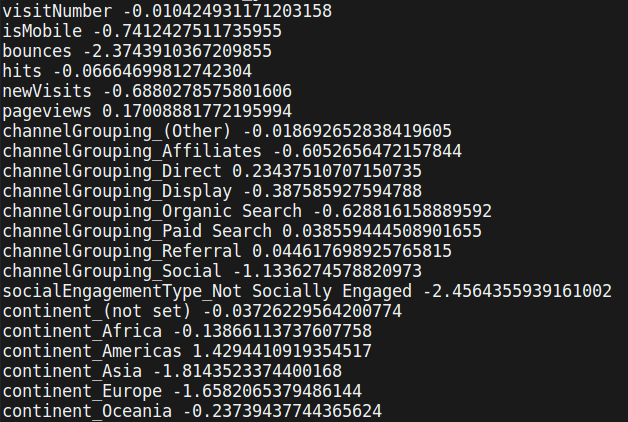 visitNumber -0.010424931171203158
isMobile -0.7412427511735955
bounces -2.3743910367209855
hits -0.06664699812742304
newVisits -0.6880278575801606
pageviews 0.17008881772195994
channelGrouping_(Other) -0.018692652838419605
channelGrouping_Affiliates -0.6052656472157844
channelGrouping_Direct 0.23437510707150735
channelGrouping_Display -0.387585927594788
channelGrouping_Organic Search -0.628816158889592
channelGrouping_Paid Search 0.038559444508901655
channelGrouping_Referral 0.044617698925765815
channelGrouping_Social -1.1336274578820973
socialEngagementType_Not Socially Engaged -2.4564355939161002
continent_(not set) -0.03726229564200774
continent_Africa -0.13866113737607758
continent_Americas 1.4294410919354517
continent_Asia -1.8143523374400168
continent_Europe -1.6582065379486144
continent_Oceania -0.23739437744365624